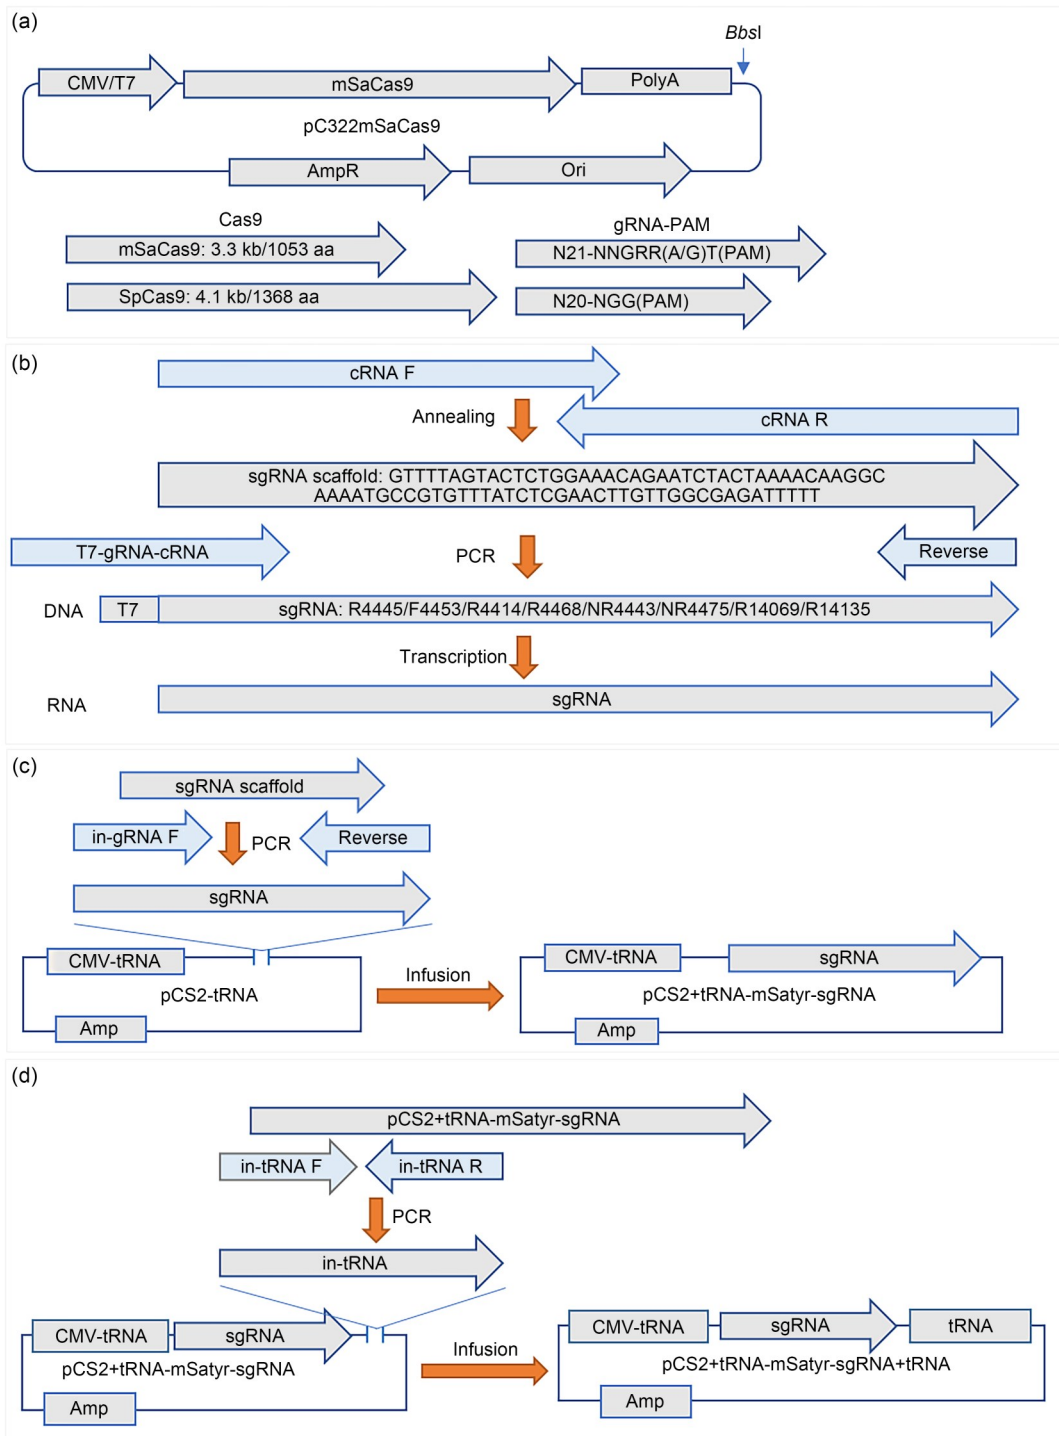 (a)
BbsI
CMV/T7
mSaCas9
PolyA
pC322mSaCas9
AmpR
Ori
Cas9
gRNA-PAM
mSaCas9: 3.3 kb/1053 aa
N21-NNGRR(A/G)T(PAM)
SpCas9: 4.1 kb/1368 aa
N20-NGG(PAM)
(b)
cRNA F
Annealing
cRNA R
sgRNA scaffold: GTTTTAGTACTCTGGAAACAGAATCTACTAAAACAAGGC
AAAATGCCGTGTTTATCTCGAACTTGTTGGCGAGATTTTT
T7-gRNA-cRNA
PCR
Reverse
DNA
T7
sgRNA: R4445/F4453/R4414/R4468/NR4443/NR4475/R14069/R14135
Transcription
RNA
sgRNA
(c)
sgRNA scaffold
in-gRNA F
PCR
Reverse
sgRNA
CMV-tRNA
pCS2-tRNA
Amp
Infusion
CMV-tRNA
sgRNA
pCS2+tRNA-mSatyr-sgRNA
Amp
(d)
pCS2+tRNA-mSatyr-sgRNA
in-tRNA F
in-tRNA R
PCR
in-tRNA
CMV-tRNA
sgRNA
pCS2+tRNA-mSatyr-sgRNA
Amp
Infusion
CMV-tRNA
sgRNA
tRNA
pCS2+tRNA-mSatyr-sgRNA+tRNA
Amp